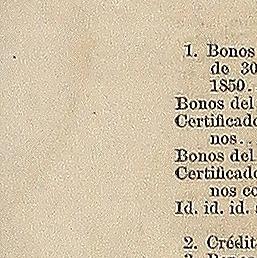 1. Bonos
de 30
1850.
Bonos del
Certificado
nos..
Bonos del
Certificado
nos co
Id. id. id.
2. Crédit